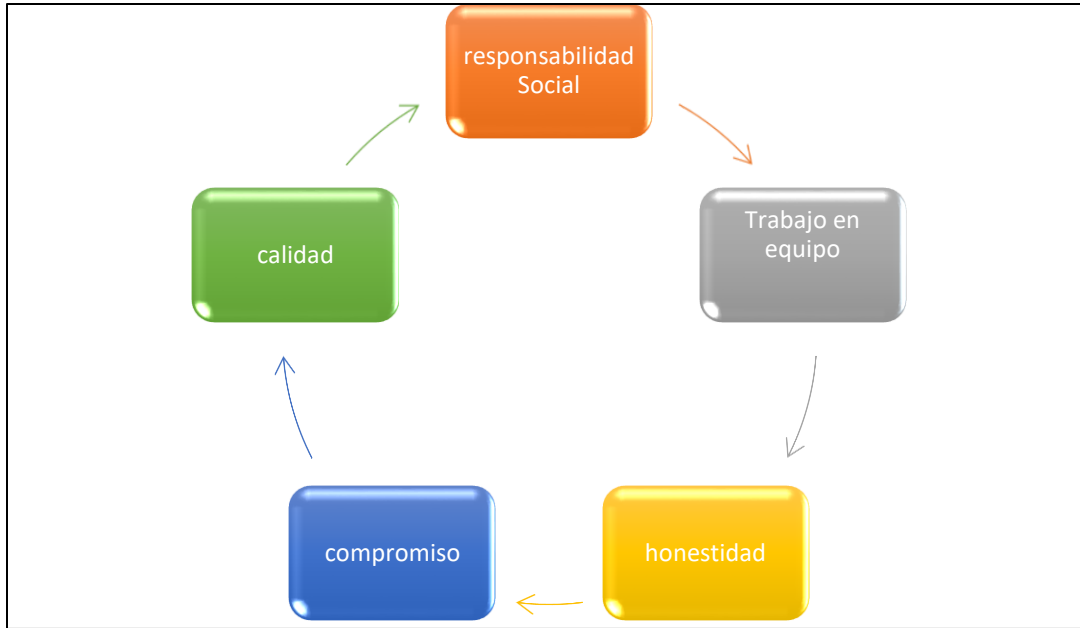 responsabilidad
Social
Trabajo en
equipo
honestidad
compromiso
calidad